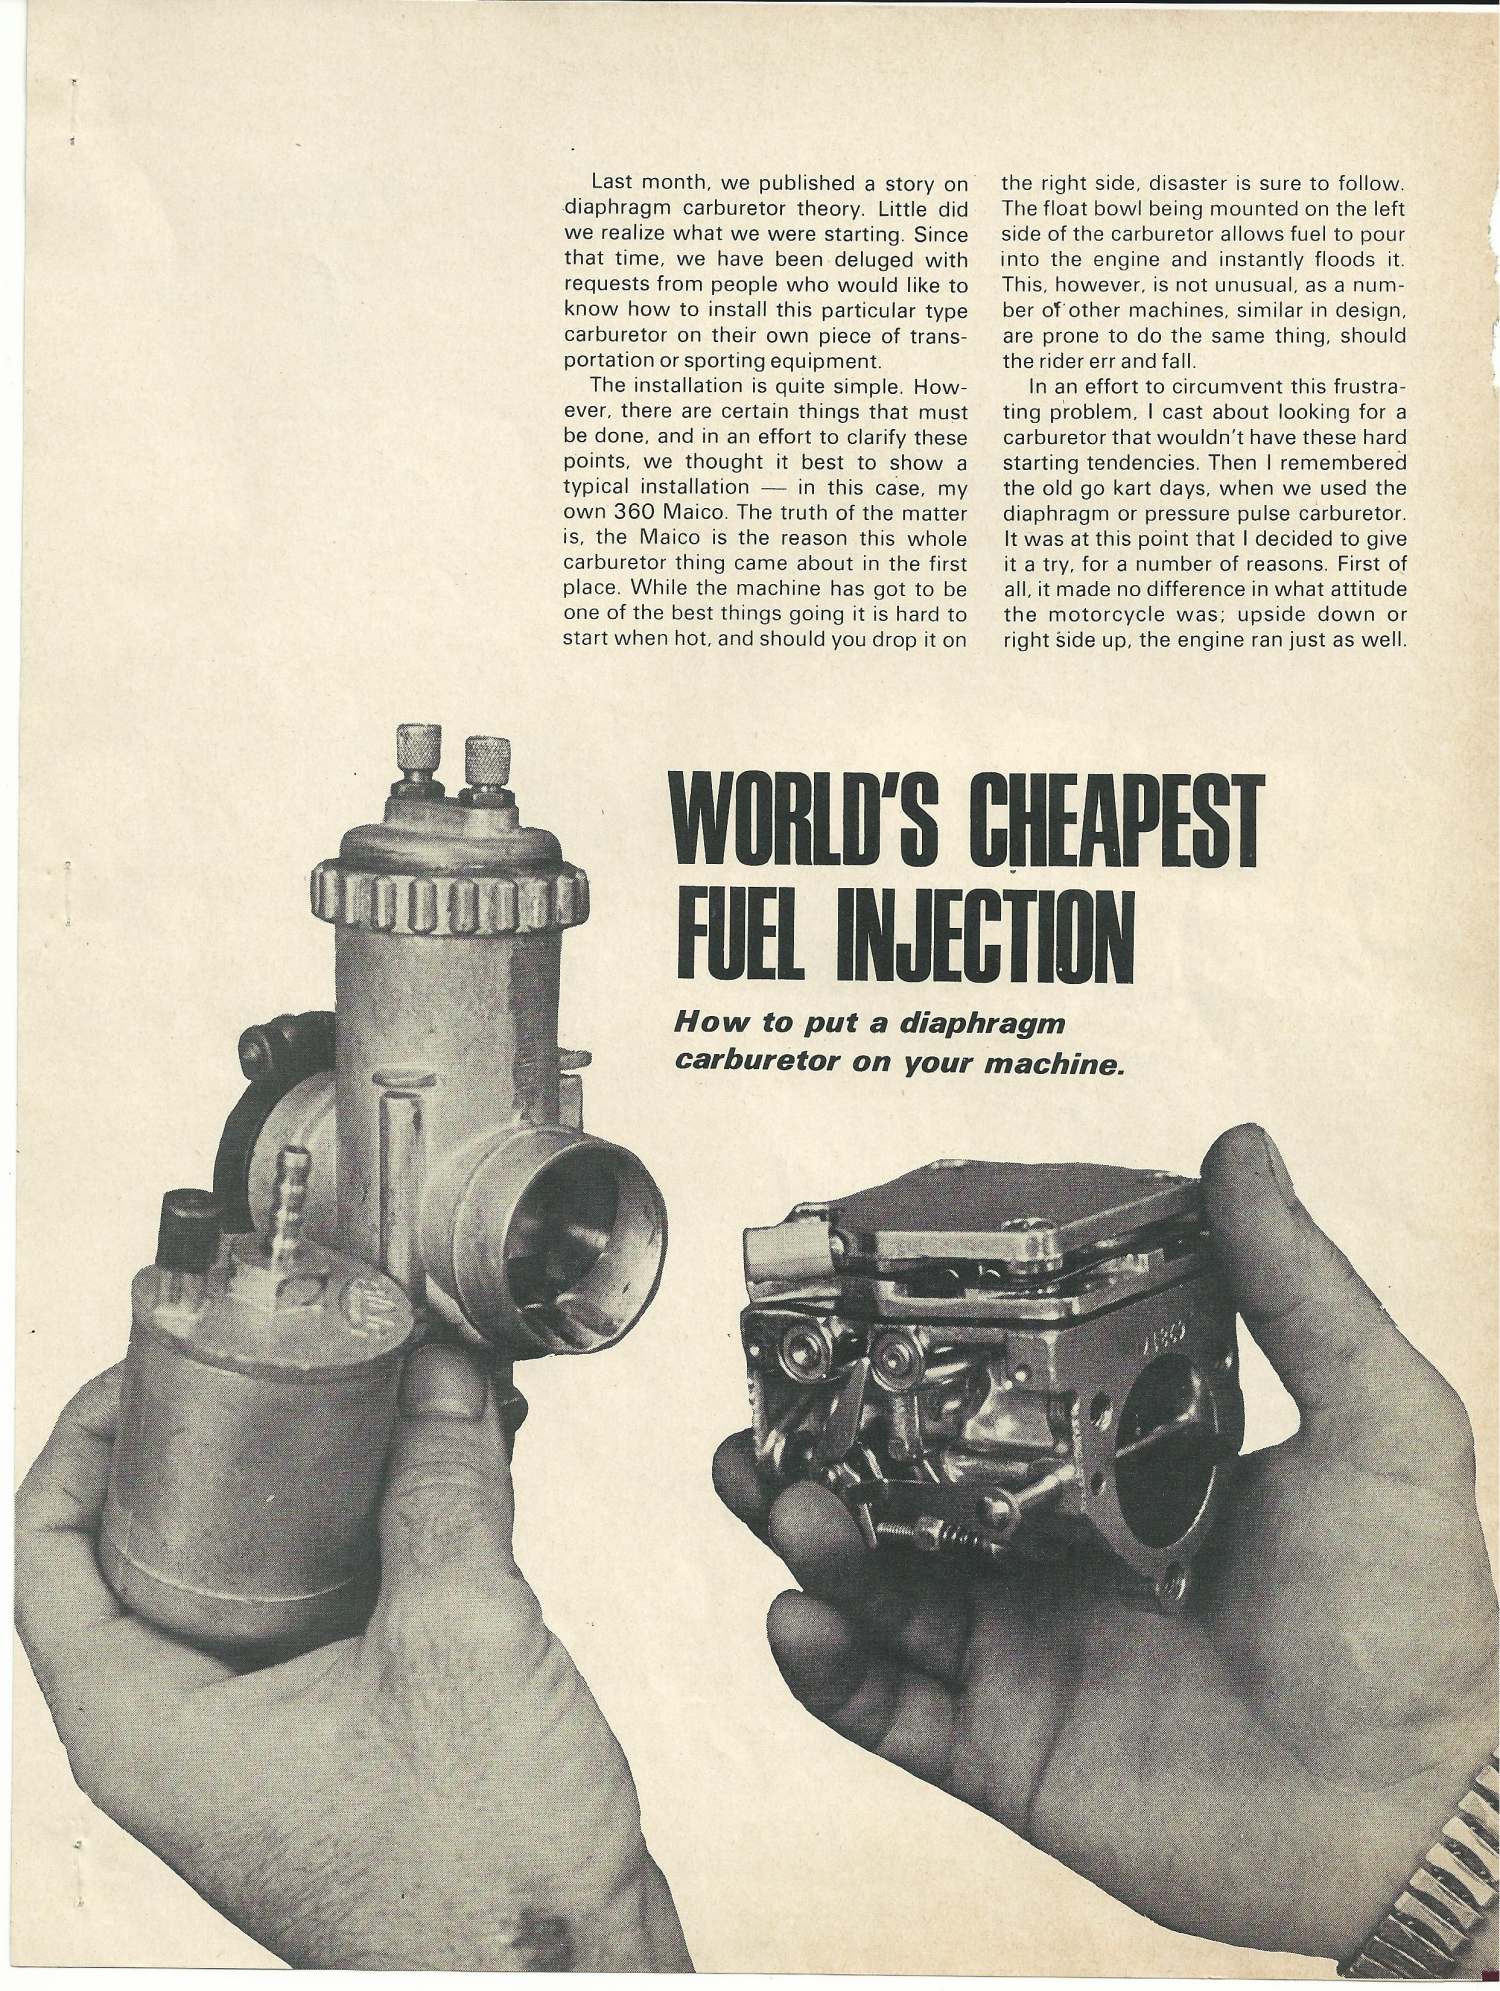 Last month, we published a story on
diaphragm carburetor theory. Little did
we realize what we were starting. Since
that time, we have been deluged with
requests from people who would like to
know how to install this particular type
carburetor on their own piece of trans-
portation or sporting equipment.
The installation is quite simple. How-
ever, there are certain things that must
be done, and in an effort to clarify these
points, we thought it best to show a
typical installation — in this case, my
own 360 Maico. The truth of the matter
is, the Maico is the reason this whole
carburetor thing came about in the first
place. While the machine has got to be
one of the best things going it is hard to
start when hot, and should you drop it on
the right side, disaster is sure to follow.
The float bowl being mounted on the left
side of the carburetor allows fuel to pour
into the engine and instantly floods it.
This, however, is not unusual, as a num-
ber of other machines, similar in design,
are prone to do the same thing, should
the rider err and fall.
In an effort to circumvent this frustra-
ting problem, I cast about looking for a
carburetor that wouldn't have these hard
starting tendencies. Then I remembered
the old go kart days, when we used the
diaphragm or pressure pulse carburetor.
It was at this point that I decided to give
it a try, for a number of reasons. First of
all, it made no difference in what attitude
the motorcycle was; upside down or
right side up, the engine ran just as well.
WORLD'S CHEAPEST
FUEL INJECTION
How to put a diaphragm
carburetor on your machine.